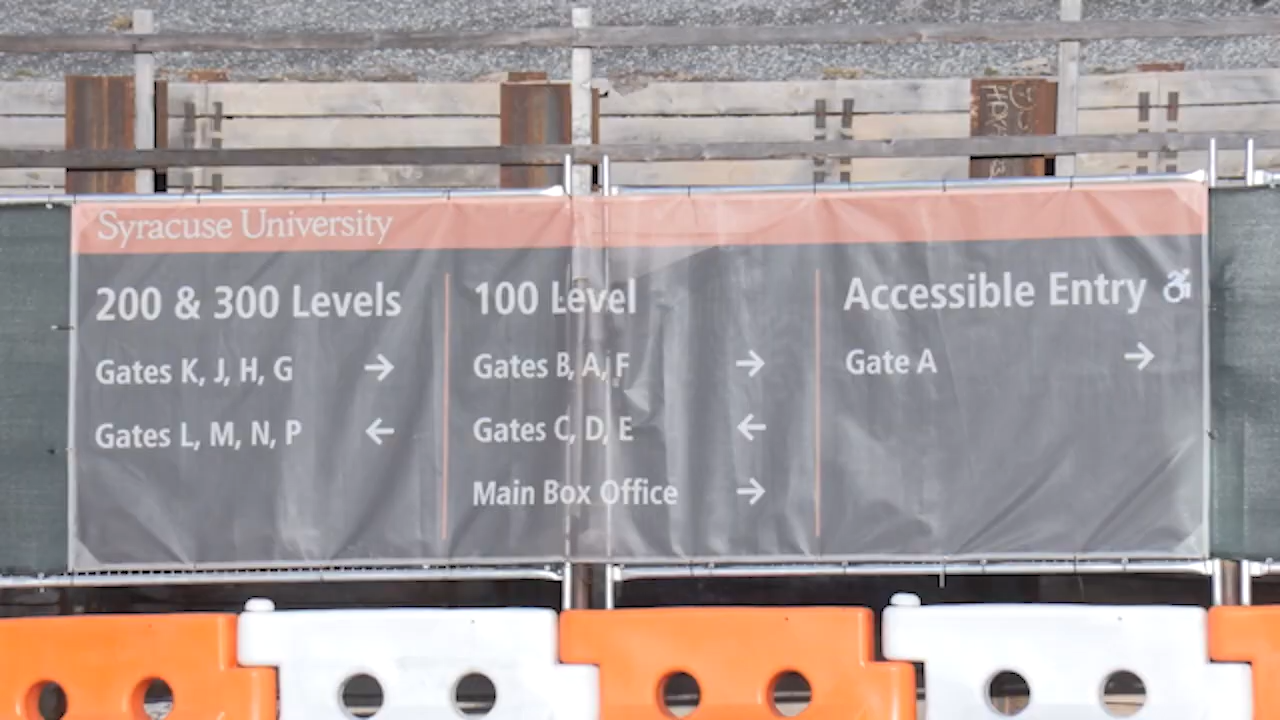 Syracuse University
200 & 300 Levels
Gates K, J, H, G →
Gates L, M, N, P ←
100 Level
Gates B, A, F →
Gates C, D, E ←
Main Box Office →
Accessible Entry
Gate A →